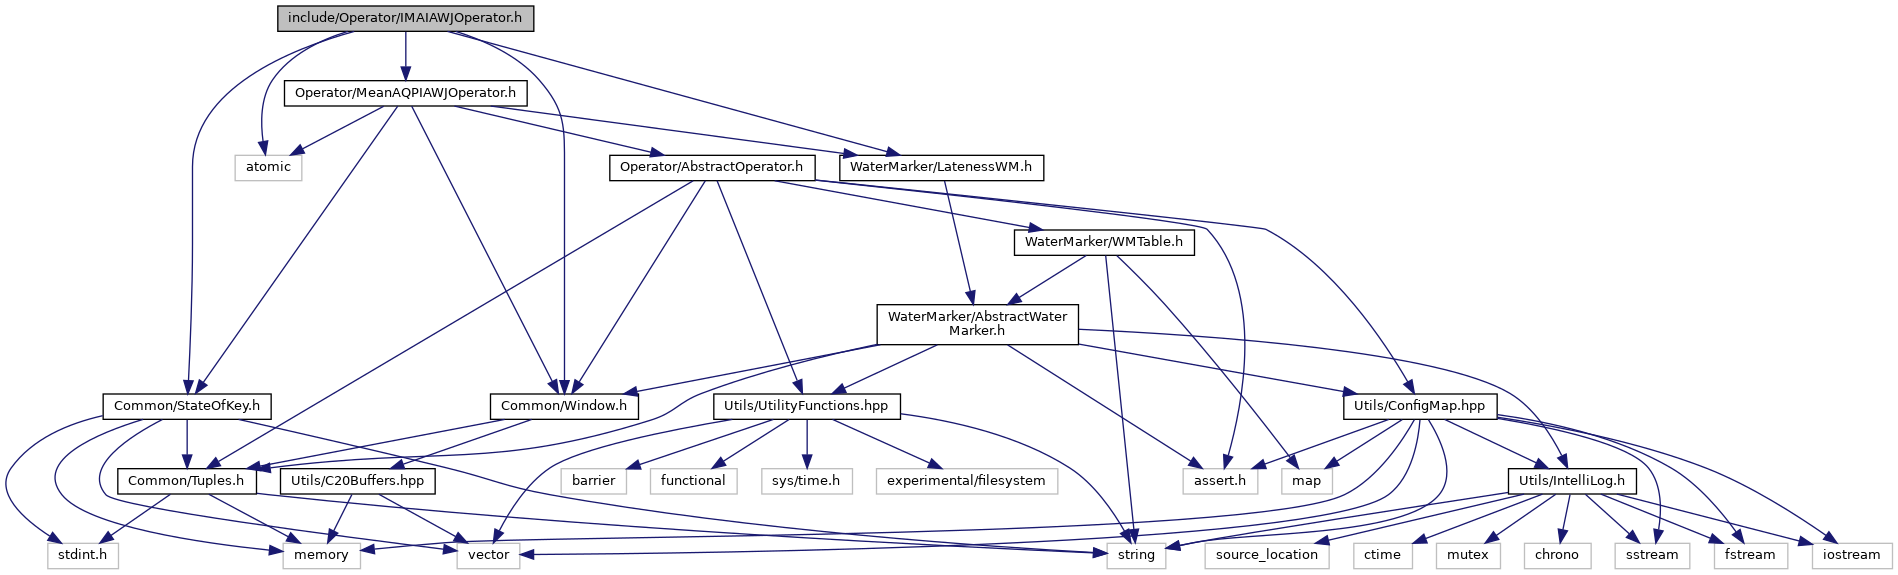 include/Operator/IMAIAWJOperator.h
Operator/MeanAQPIAWJOperator.h
atomic
Operator/AbstractOperator.h
WaterMarker/LatenessWM.h
WaterMarker/WMTable.h
WaterMarker/AbstractWater
Marker.h
Common/StateOfKey.h
Common/Window.h
Utils/UtilityFunctions.hpp
Utils/ConfigMap.hpp
Common/Tuples.h
Utils/C20Buffers.hpp
barrier
functional
sys/time.h
experimental/filesystem
assert.h
map
Utils/IntelliLog.h
stdint.h
memory
vector
string
source_location
ctime
mutex
chrono
sstream
fstream
iostream